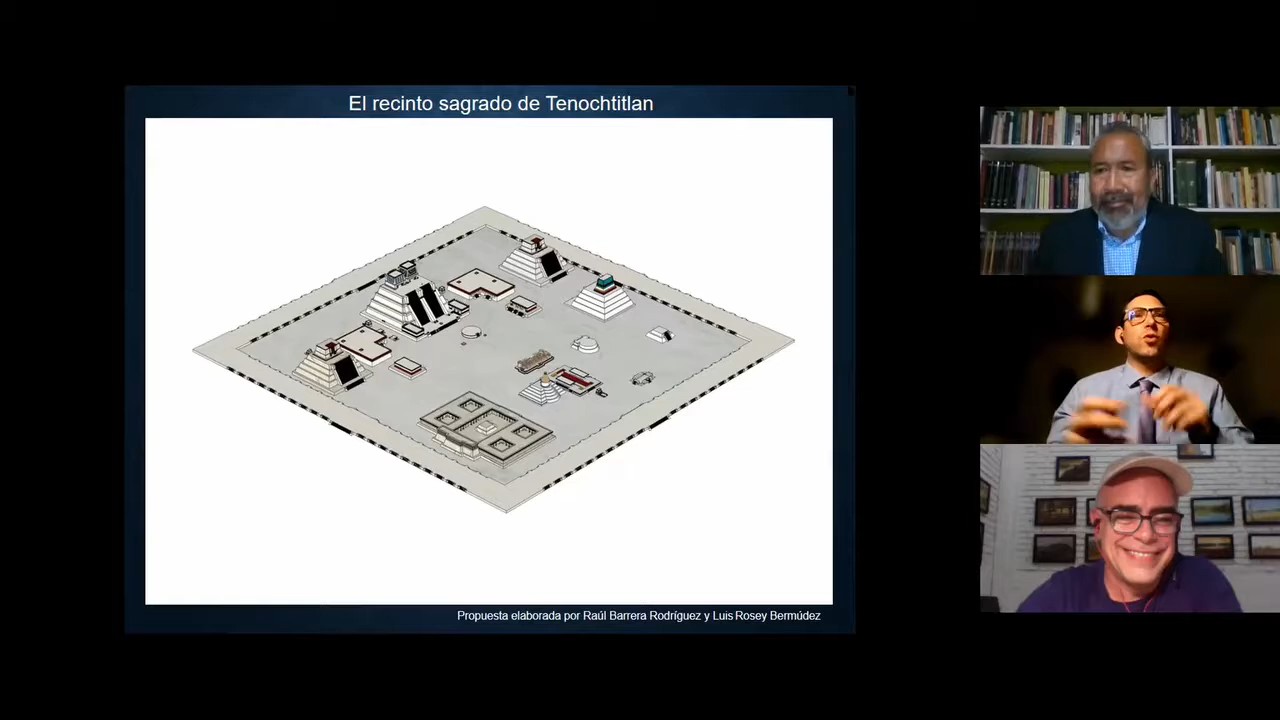 El recinto sagrado de Tenochtitlan
Propuesta elaborada por Raúl Barrera Rodríguez y Luis Rosey Bermúdez